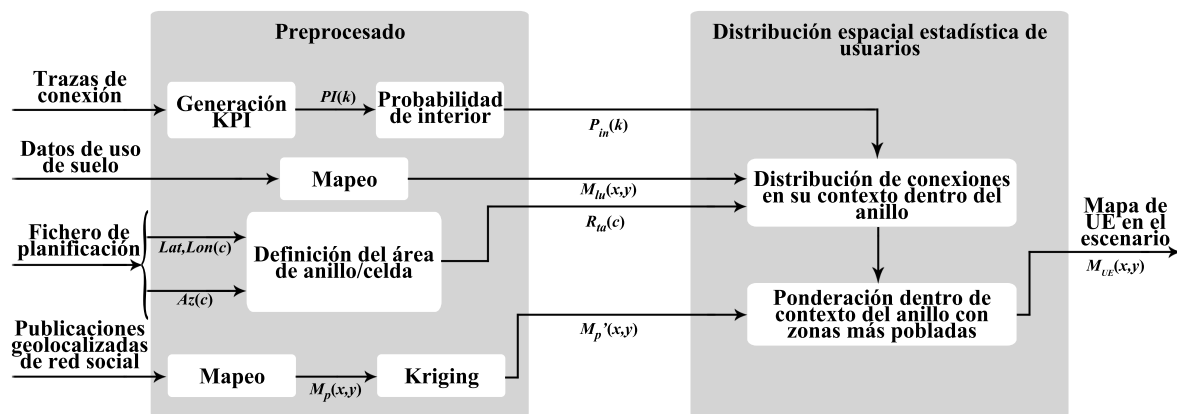 Preprocesado
Distribución espacial estadística de
usuarios
Trazas de
conexión
Generación
KPI
PI(k)
Probabilidad
de interior
P_in(k)
Datos de uso
de suelo
Mapeo
M_lu(x,y)
Distribución de conexiones
en su contexto dentro del
anillo
Fichero de
planificación
Lat,Lon(c)
Az(c)
Definición del área
de anillo/celda
R_ta(c)
Mapa de
UE en el
escenario
M_UE(x,y)
Ponderación dentro de
contexto del anillo con
zonas más pobladas
Publicaciones
geolocalizadas
de red social
Mapeo
M_p(x,y)
Kriging
M_p’(x,y)